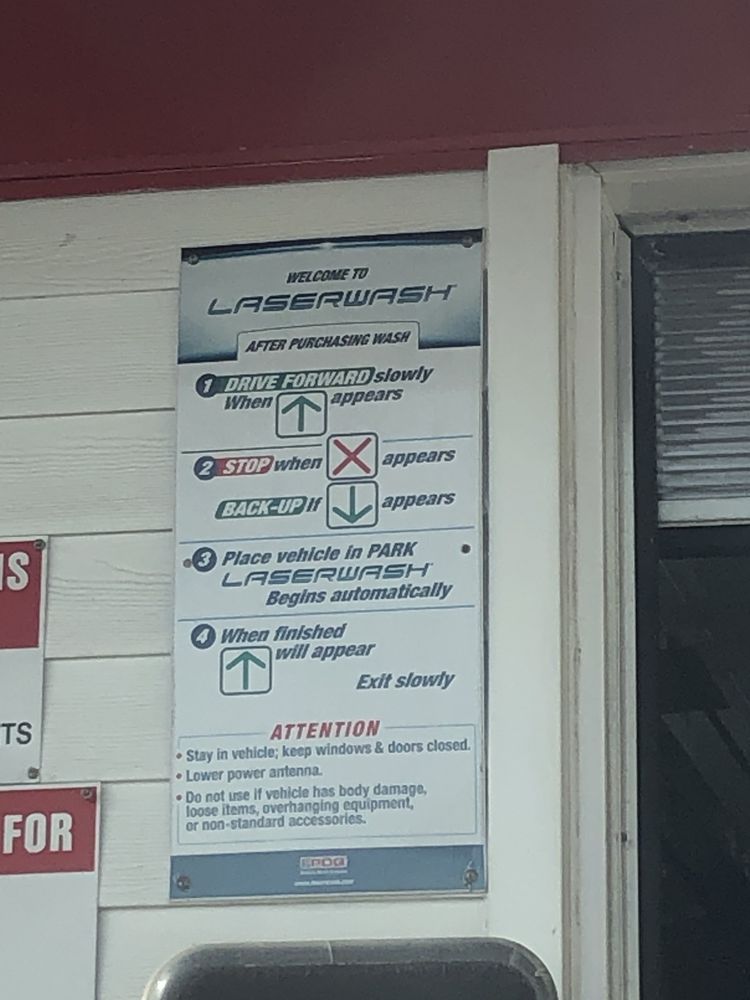 WELCOME TO
LASERWASH
AFTER PURCHASING WASH
1 DRIVE FORWARD slowly
When appears
2 STOP when appears
BACK-UP If appears
3 Place vehicle in PARK
LASERWASH
Begins automatically
4 When finished
will appear
Exit slowly
ATTENTION
• Stay in vehicle; keep windows & doors closed.
• Lower power antenna.
• Do not use if vehicle has body damage,
loose items, overhanging equipment,
or non-standard accessories.
PDQ
IS
TS
FOR